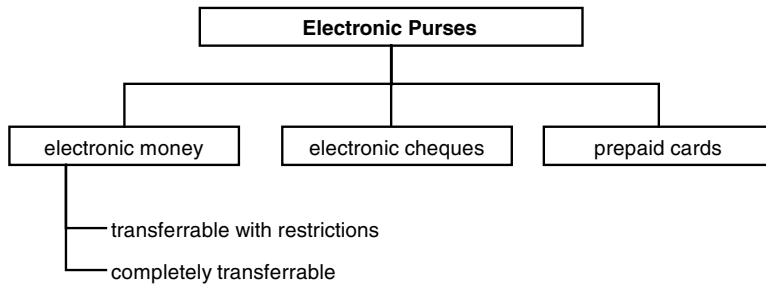 Electronic Purses
electronic money
electronic cheques
prepaid cards
transferrable with restrictions
completely transferrable